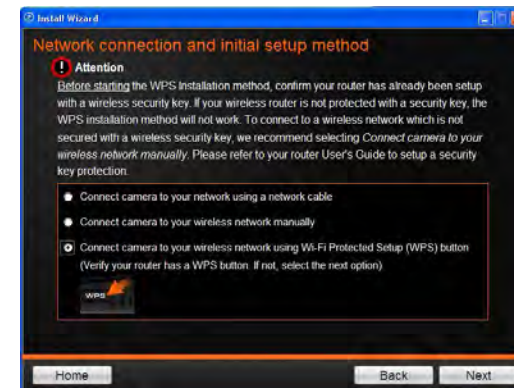 Install Wizard
Network connection and initial setup method
Attention
Before starting the WPS Installation method, confirm your router has already been setup
with a wireless security key. If your wireless router is not protected with a security key, the
WPS installation method will not work. To connect to a wireless network which is not
secured with a wireless security key, we recommend selecting Connect camera to your
wireless network manually. Please refer to your router User's Guide to setup a security
key protection.
Connect camera to your network using a network cable
Connect camera to your wireless network manually
Connect camera to your wireless network using Wi-Fi Protected Setup (WPS) button
(Verify your router has a WPS button. If not, select the next option)
WPS
Home
Back
Next